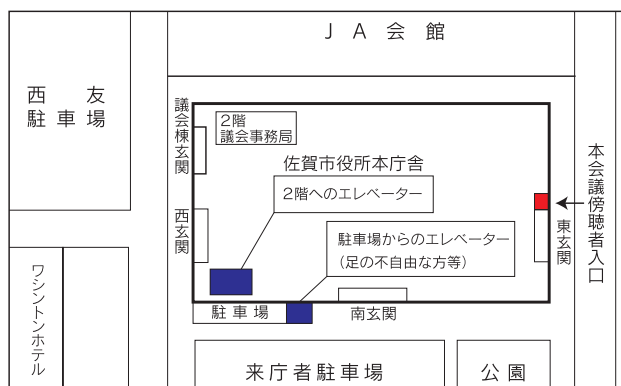 JA会館
西友
駐車場
議会棟玄関
2階
議会事務局
佐賀市役所本庁舎
2階へのエレベーター
本会議傍聴者入口
西玄関
東玄関
駐車場からのエレベーター
(足の不自由な方等)
ワシントンホテル
駐車場
南玄関
来庁者駐車場
公園